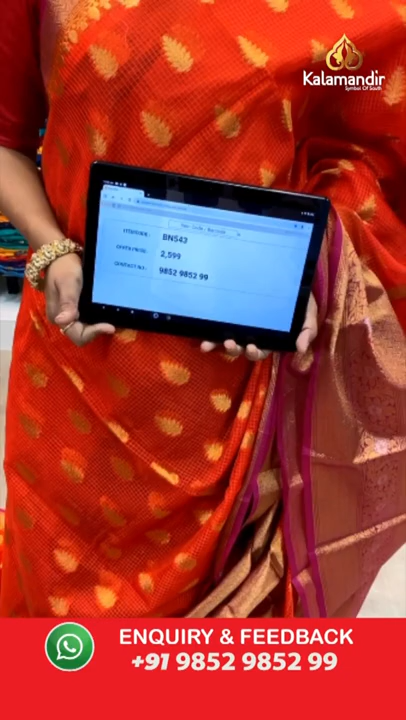 Kalamandir
Symbol Of South
BN543
2,599
9852 9852 99
ENQUIRY & FEEDBACK
+91 9852 9852 99